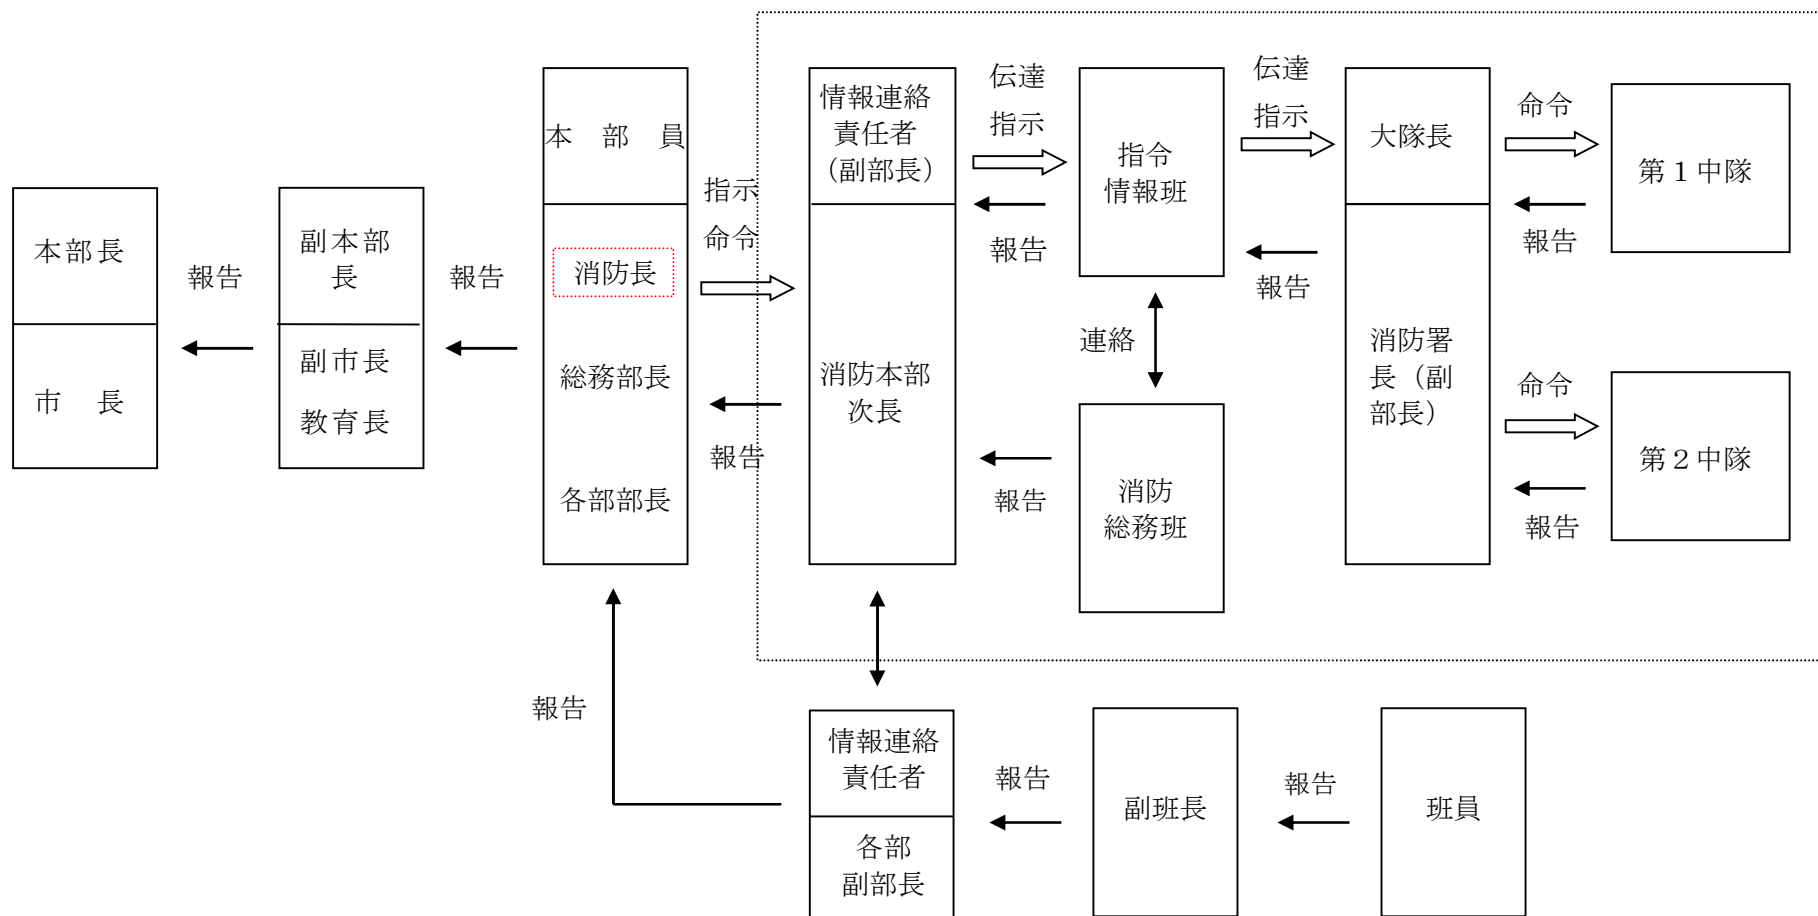 本部長
市　長
報告
副本部
長
副市長
教育長
報告
本　部　員
消防長
総務部長
各部部長
指示
命令
報告
情報連絡
責任者
（副部長）
消防本部
次長
伝達
指示
報告
報告
指令
情報班
連絡
消防
総務班
伝達
指示
報告
大隊長
消防署
長（副
部長）
命令
報告
命令
報告
第１中隊
第２中隊
報告
情報連絡
責任者
各部
副部長
報告
副班長
報告
班員